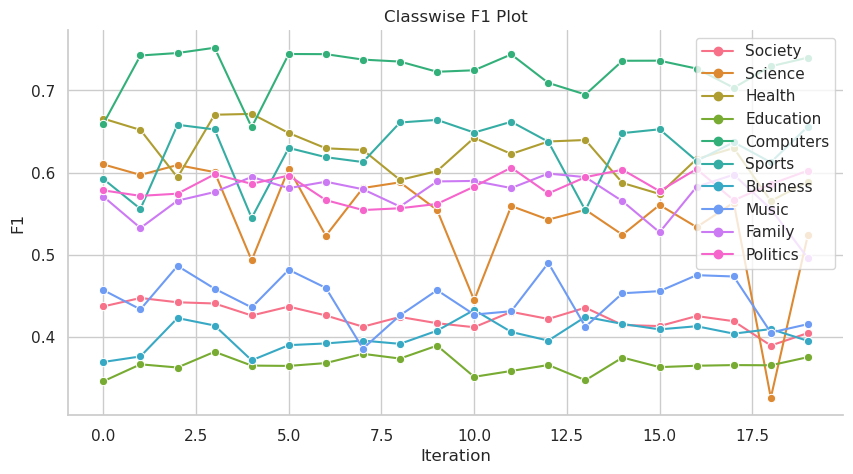 Classwise F1 Plot
F1
0.7
0.6
0.5
0.4
0.0 2.5 5.0 7.5 10.0 12.5 15.0 17.5
Iteration
Society
Science
Health
Education
Computers
Sports
Business
Music
Family
Politics